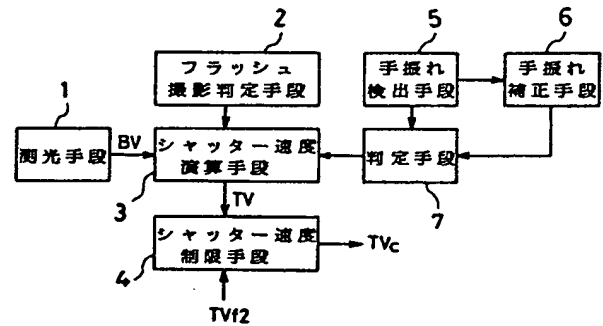 2
フラッシュ
撮影判定手段
5
手振れ
検出手段
6
手振れ
補正手段
1
測光手段
BV
シャッター速度
演算手段
3
判定手段
7
TV
シャッター速度
制限手段
4
TVc
TVf2